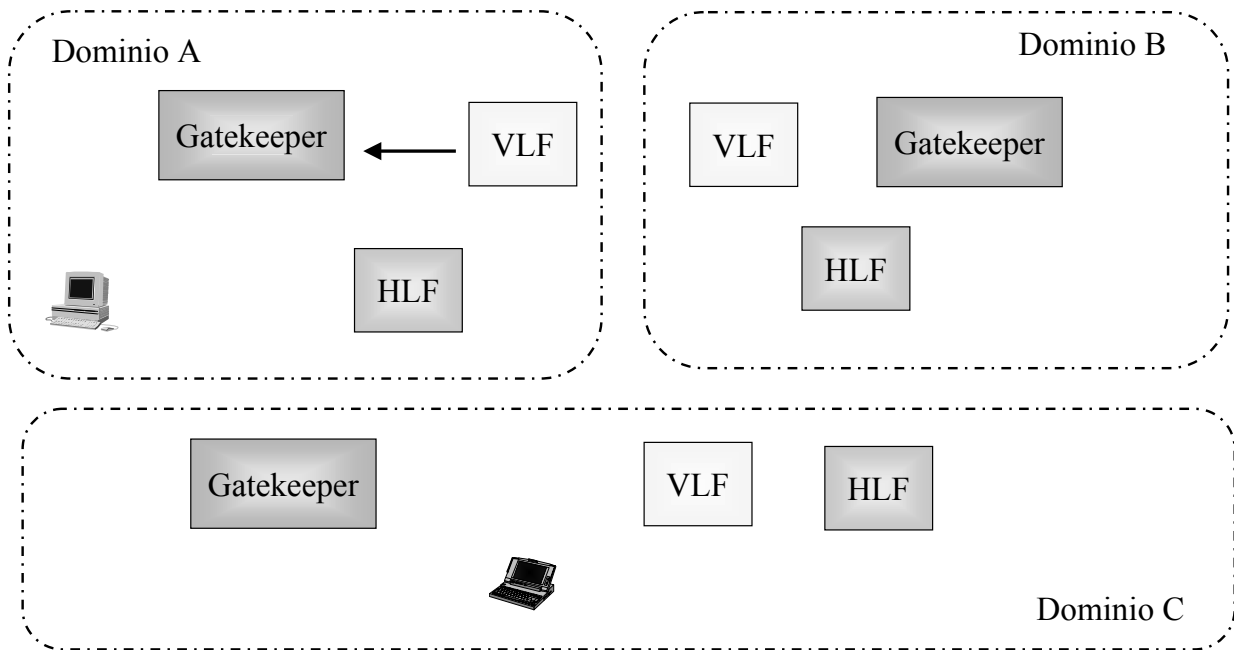 Dominio A
Gatekeeper
VLF
HLF
Dominio B
VLF
Gatekeeper
HLF
Gatekeeper
VLF
HLF
Dominio C